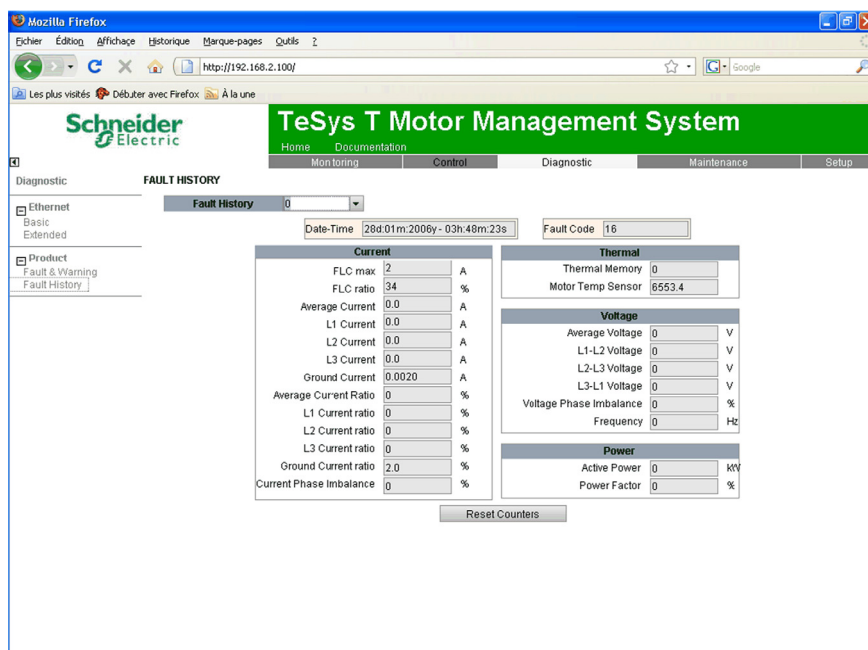 Mozilla Firefox
Fichier Édition Affichage Historique Marque-pages Outils ?
http://192.168.2.100/
G Google
Les plus visités Débuter avec Firefox À la une
Schneider Electric
TeSys T Motor Management System
Home Documentation
Monitoring Control Diagnostic Maintenance Setup
Diagnostic
FAULT HISTORY
Ethernet
Basic
Extended
Product
Fault & Warning
Fault History
Fault History 0
Date-Time 28d:01m:2006y - 03h:48m:23s Fault Code 16
Current
FLC max 2 A
FLC ratio 34 %
Average Current 0.0 A
L1 Current 0.0 A
L2 Current 0.0 A
L3 Current 0.0 A
Ground Current 0.0020 A
Average Current Ratio 0 %
L1 Current ratio 0 %
L2 Current ratio 0 %
L3 Current ratio 0 %
Ground Current ratio 2.0 %
Current Phase Imbalance 0 %
Thermal
Thermal Memory 0
Motor Temp Sensor 6553.4
Voltage
Average Voltage 0 V
L1-L2 Voltage 0 V
L2-L3 Voltage 0 V
L3-L1 Voltage 0 V
Voltage Phase Imbalance 0 %
Frequency 0 Hz
Power
Active Power 0 kW
Power Factor 0 %
Reset Counters